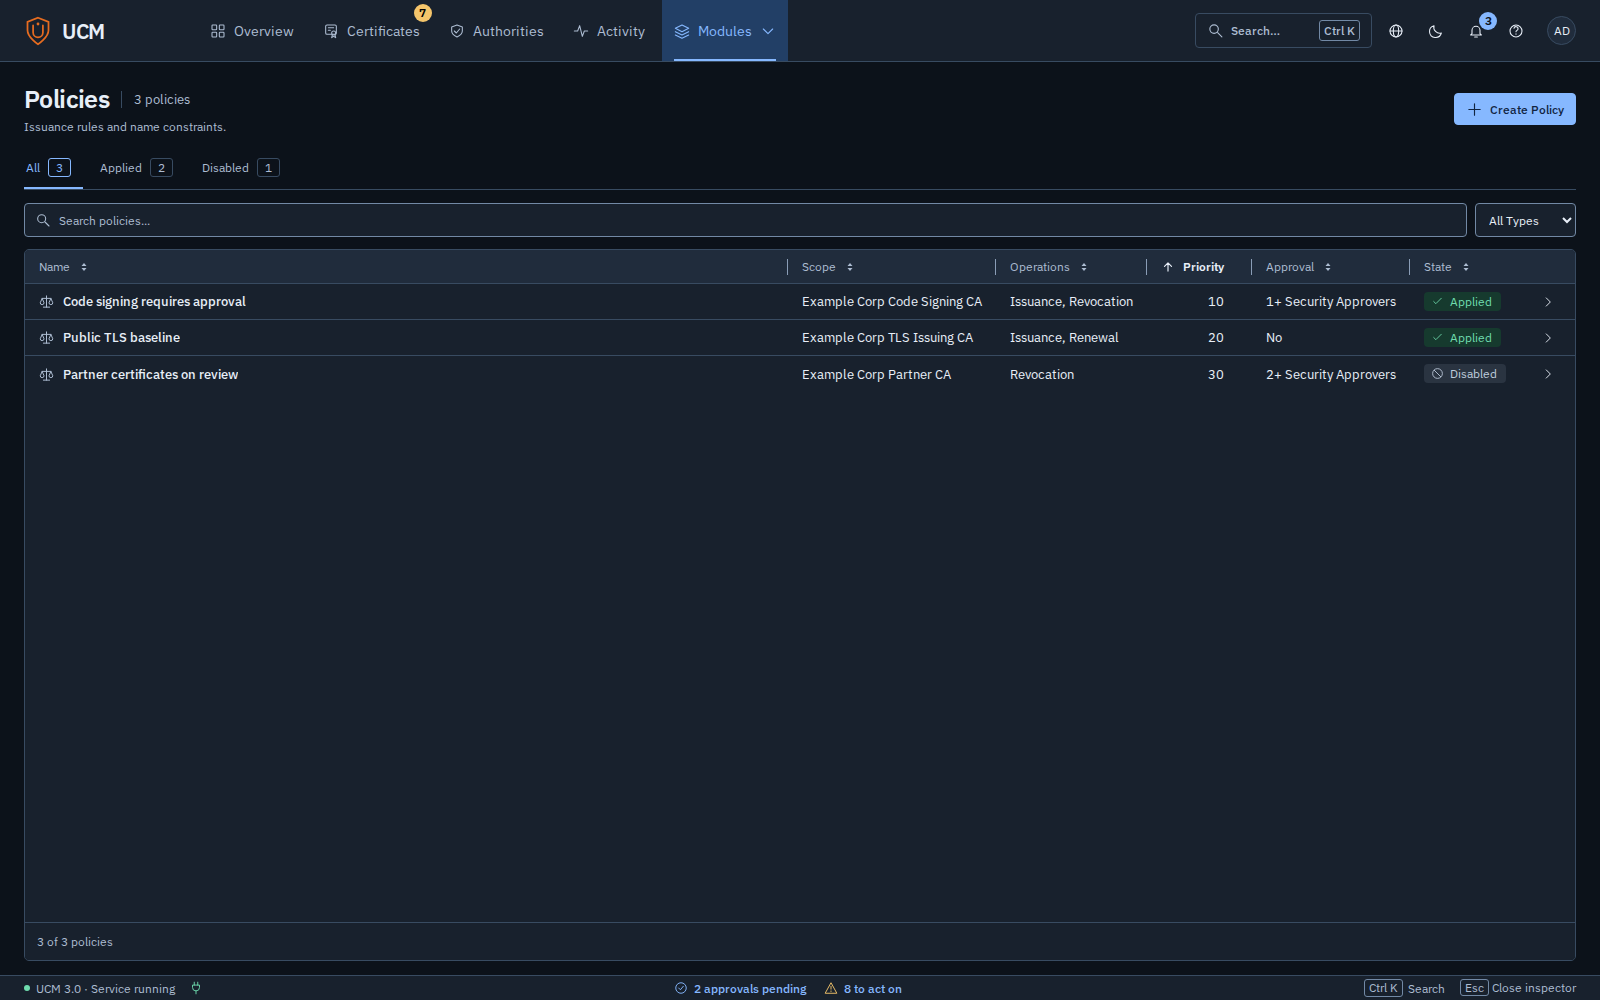 UCM
Overview
Certificates
7
Authorities
Activity
Modules
Search...
Ctrl K
3
AD
Policies
3 policies
Issuance rules and name constraints.
Create Policy
All 3
Applied 2
Disabled 1
Search policies...
All Types
Name Scope Operations Priority Approval State
Code signing requires approval Example Corp Code Signing CA Issuance, Revocation 10 1+ Security Approvers Applied
Public TLS baseline Example Corp TLS Issuing CA Issuance, Renewal 20 No Applied
Partner certificates on review Example Corp Partner CA Revocation 30 2+ Security Approvers Disabled
3 of 3 policies
UCM 3.0 · Service running
2 approvals pending
8 to act on
Ctrl K Search
Esc Close inspector